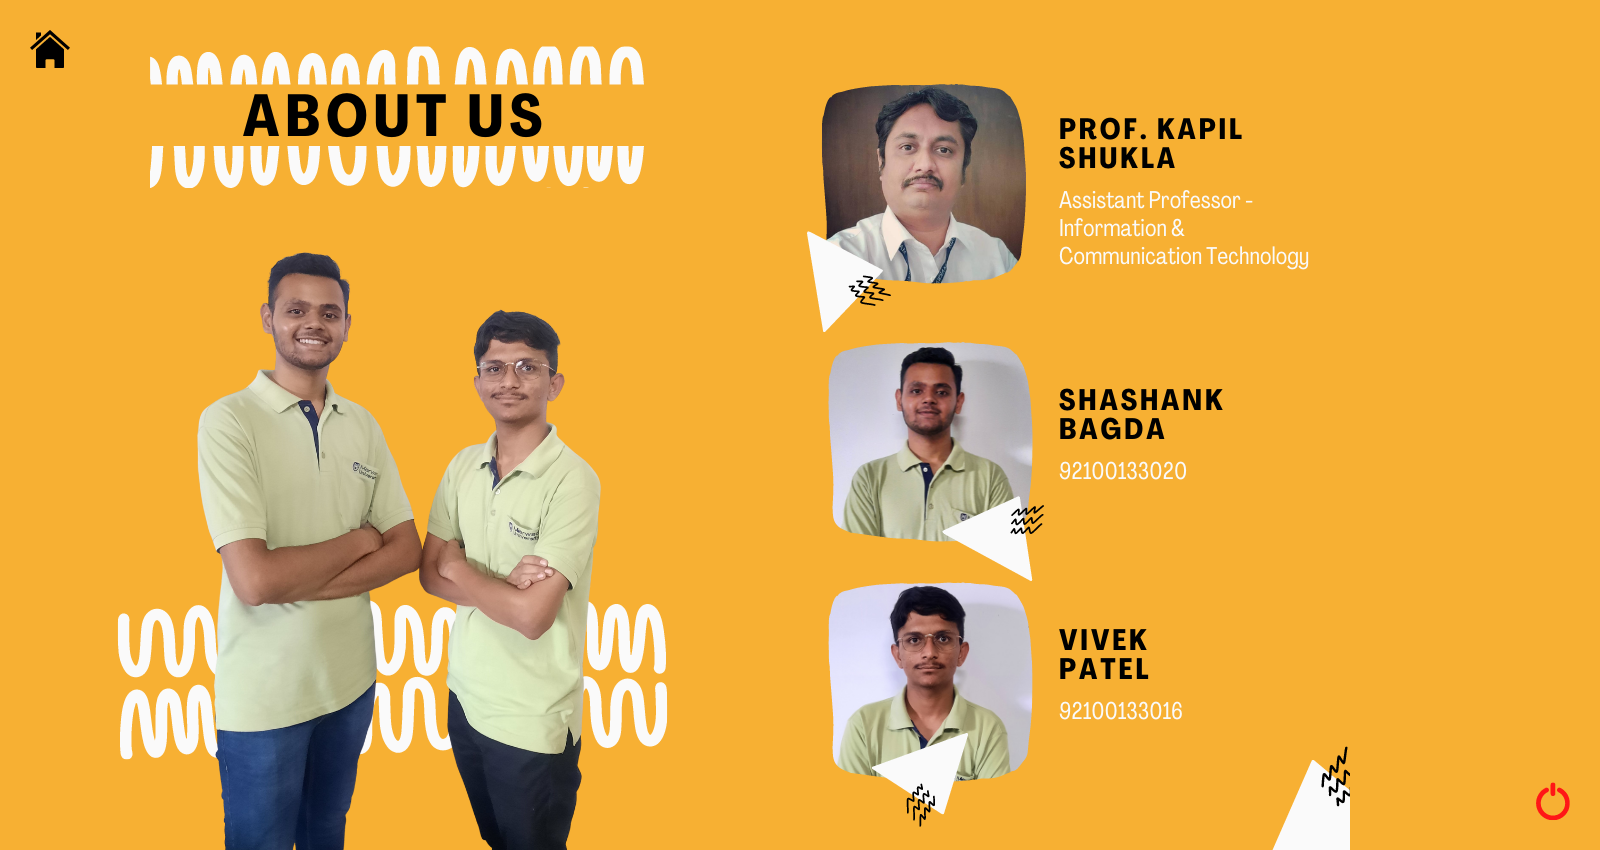 ABOUT US
PROF. KAPIL
SHUKLA
Assistant Professor -
Information &
Communication Technology
SHASHANK
BAGDA
92100133020
VIVEK
PATEL
92100133016